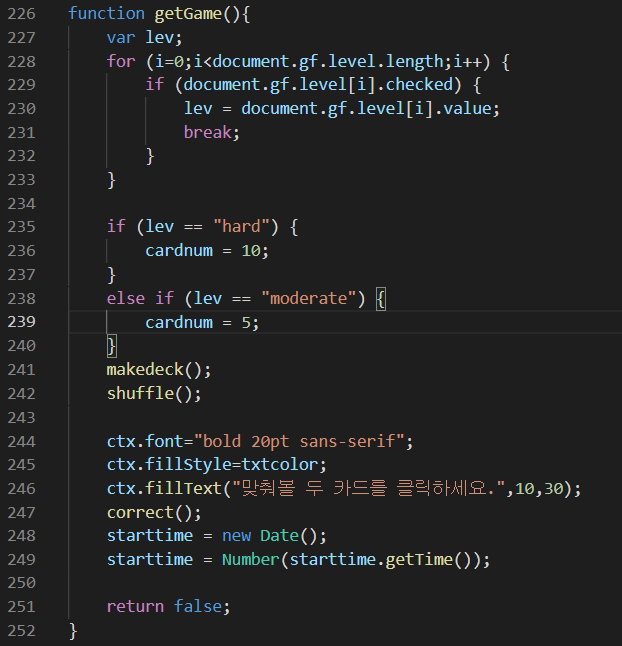 226 function getGame(){
227 var lev;
228 for (i=0;i<document.gf.level.length;i++) {
229 if (document.gf.level[i].checked) {
230 lev = document.gf.level[i].value;
231 break;
232 }
233 }
234
235 if (lev == "hard") {
236 cardnum = 10;
237 }
238 else if (lev == "moderate") {
239 cardnum = 5;
240 }
241 makedeck();
242 shuffle();
243
244 ctx.font="bold 20pt sans-serif";
245 ctx.fillStyle=txtcolor;
246 ctx.fillText("맞춰볼 두 카드를 클릭하세요.",10,30);
247 correct();
248 starttime = new Date();
249 starttime = Number(starttime.getTime());
250
251 return false;
252 }